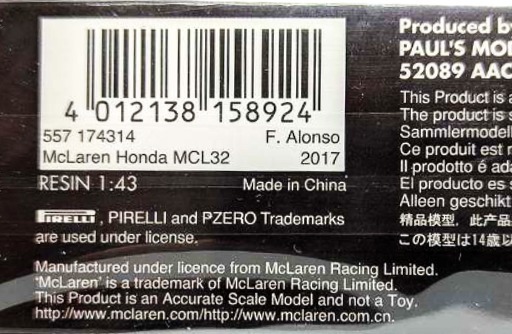 4 012138 158924
557 174314 F. Alonso
McLaren Honda MCL32 2017
RESIN 1:43 Made in China
PIRELLI, PIRELLI and PZERO Trademarks
are used under license.
Manufactured under licence from McLaren Racing Limited.
'McLaren' is a trademark of McLaren Racing Limited.
This Product is an Accurate Scale Model and not a Toy.
http://www.mclaren.com/http://www.mclaren.com.cn.
Produced by
PAUL'S MO
52089 AAC
This Product is a
The product is s
Sammlermodell
Ce produit est r
Il prodotto é ada
El producto es s
Alleen geschikt
精品模型, 此产品
この模型は14歳以